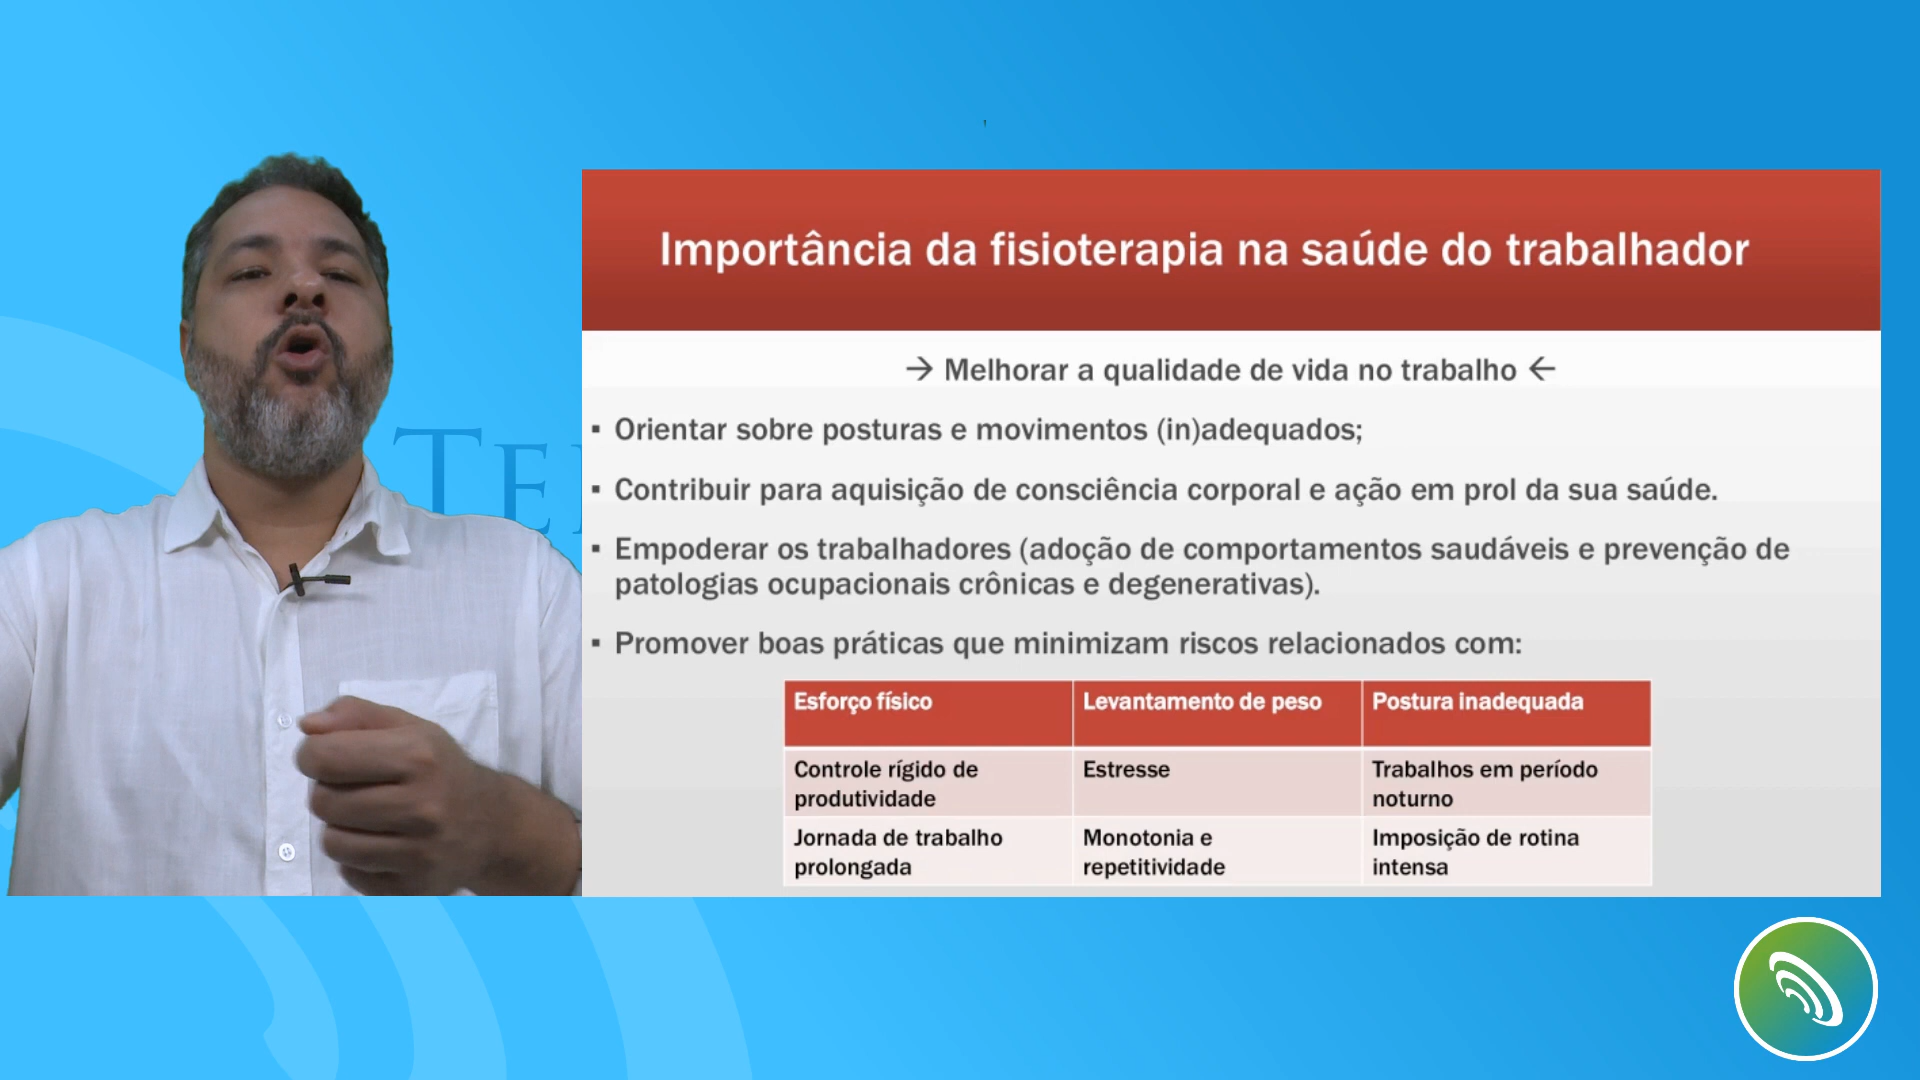 Importância da fisioterapia na saúde do trabalhador
→ Melhorar a qualidade de vida no trabalho ←
▪ Orientar sobre posturas e movimentos (in)adequados;
▪ Contribuir para aquisição de consciência corporal e ação em prol da sua saúde.
▪ Empoderar os trabalhadores (adoção de comportamentos saudáveis e prevenção de
patologias ocupacionais crônicas e degenerativas).
▪ Promover boas práticas que minimizam riscos relacionados com:
Esforço físico
Levantamento de peso
Postura inadequada
Controle rígido de
produtividade
Estresse
Trabalhos em período
noturno
Jornada de trabalho
prolongada
Monotonia e
repetitividade
Imposição de rotina
intensa